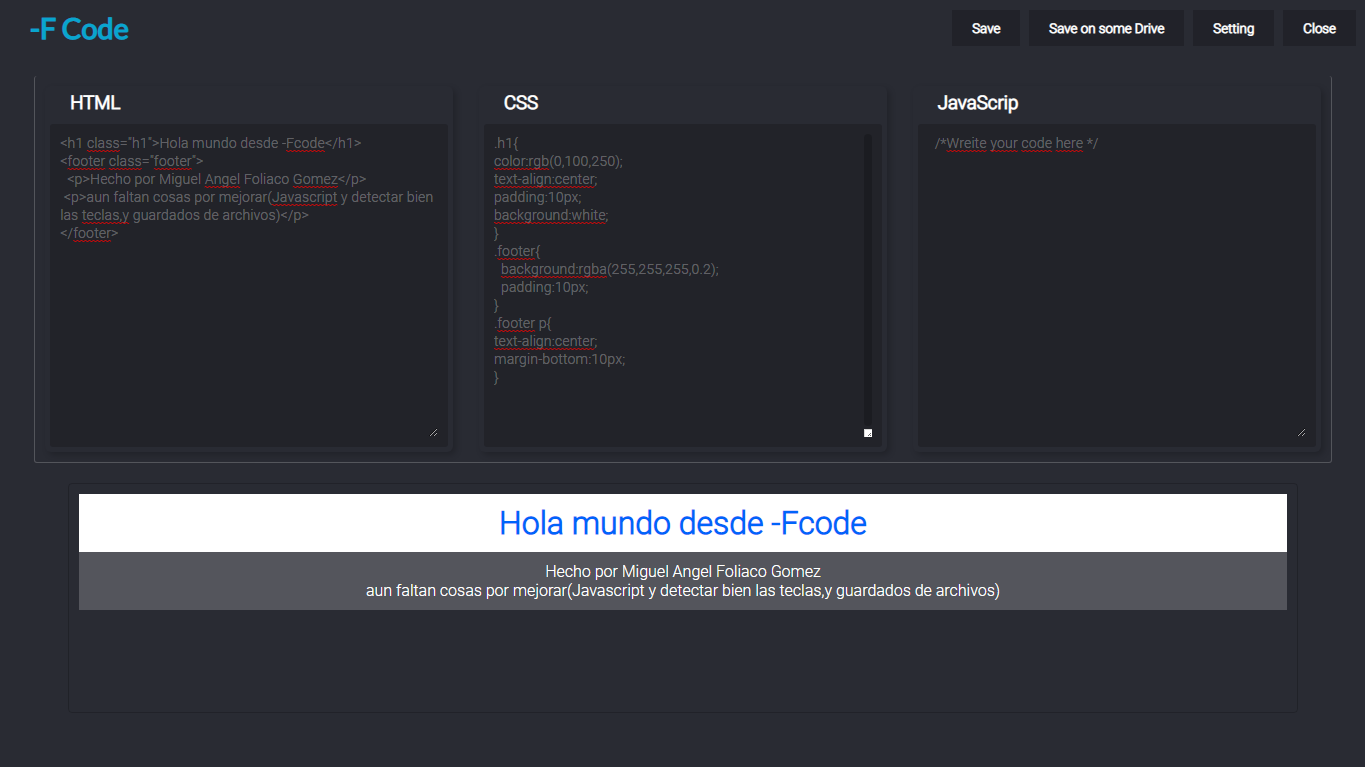 -F Code
Save
Save on some Drive
Setting
Close
HTML
<h1 class="h1">Hola mundo desde -Fcode</h1>
<footer class="footer">
<p>Hecho por Miguel Angel Foliaco Gomez</p>
<p>aun faltan cosas por mejorar(Javascript y detectar bien
las teclas,y guardados de archivos)</p>
</footer>
CSS
.h1{
color:rgb(0,100,250);
text-align:center;
padding:10px;
background:white;
}
.footer{
background:rgba(255,255,255,0.2);
padding:10px;
}
.footer p{
text-align:center;
margin-bottom:10px;
}
JavaScrip
/*Wreite your code here */
Hola mundo desde -Fcode
Hecho por Miguel Angel Foliaco Gomez
aun faltan cosas por mejorar(Javascript y detectar bien las teclas,y guardados de archivos)